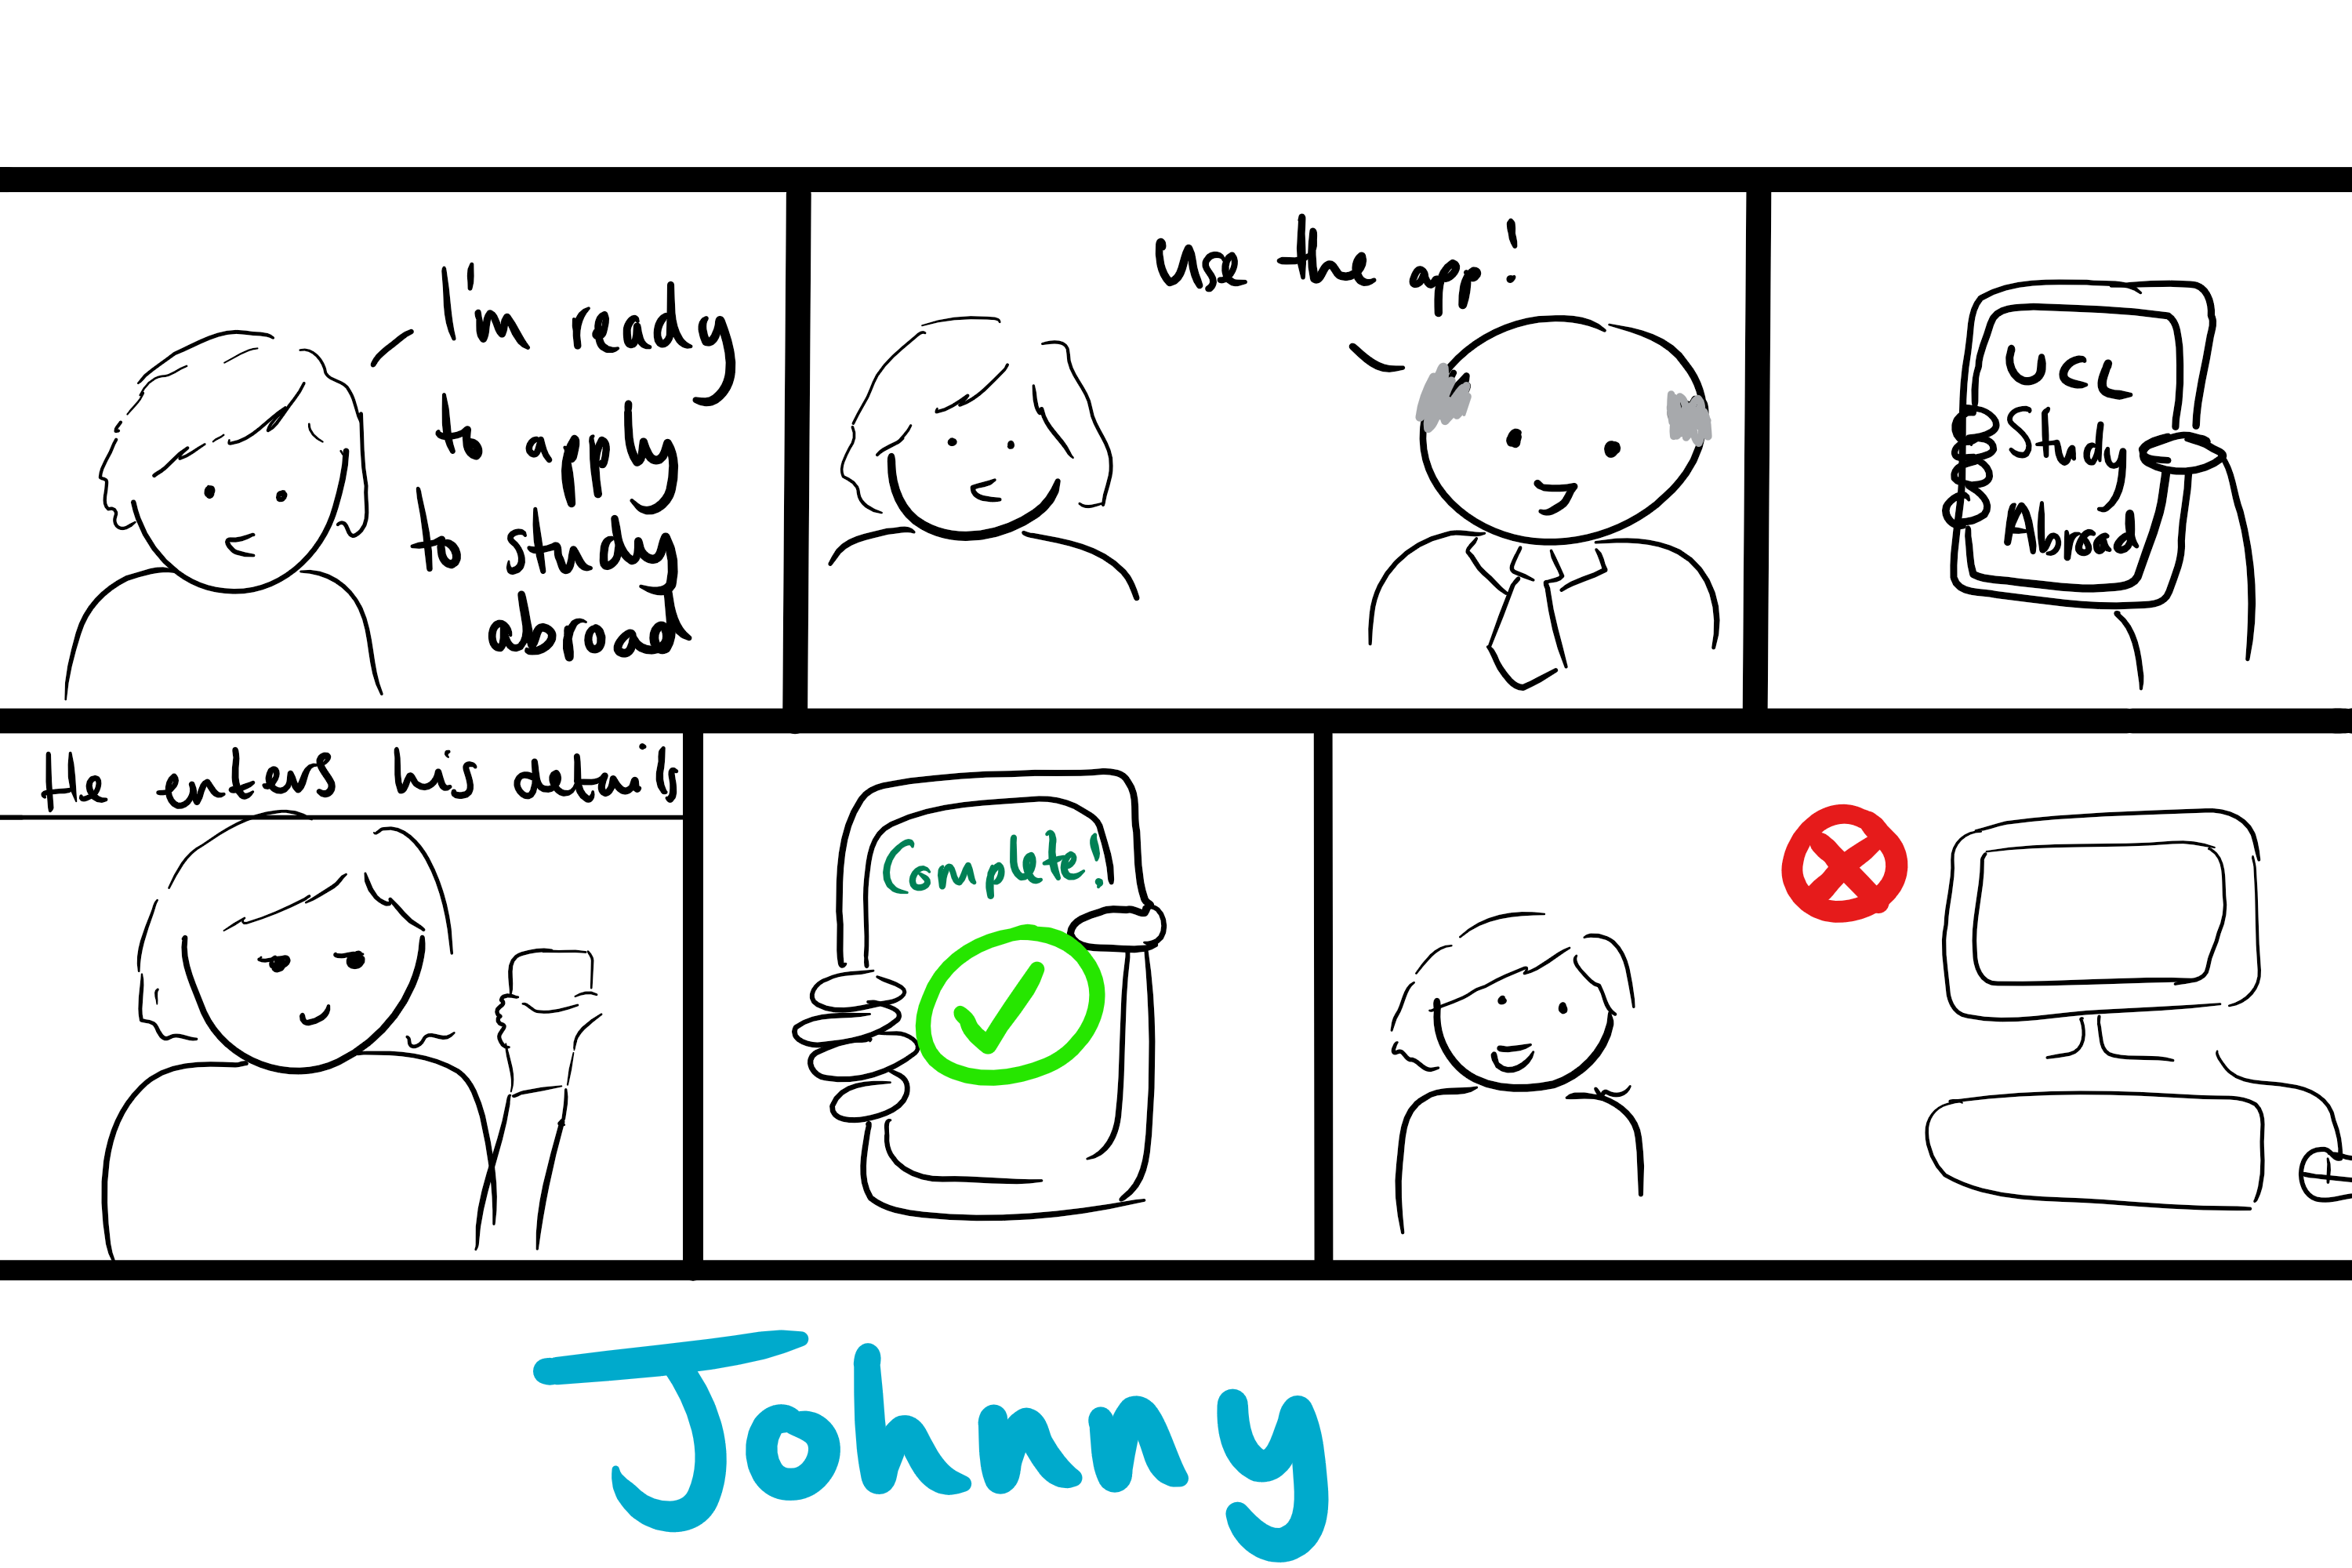 I'm ready
to apply
to study
abroad
Use the app!
UCL
Study
Abroad
He enters his details
Complete!
Johnny